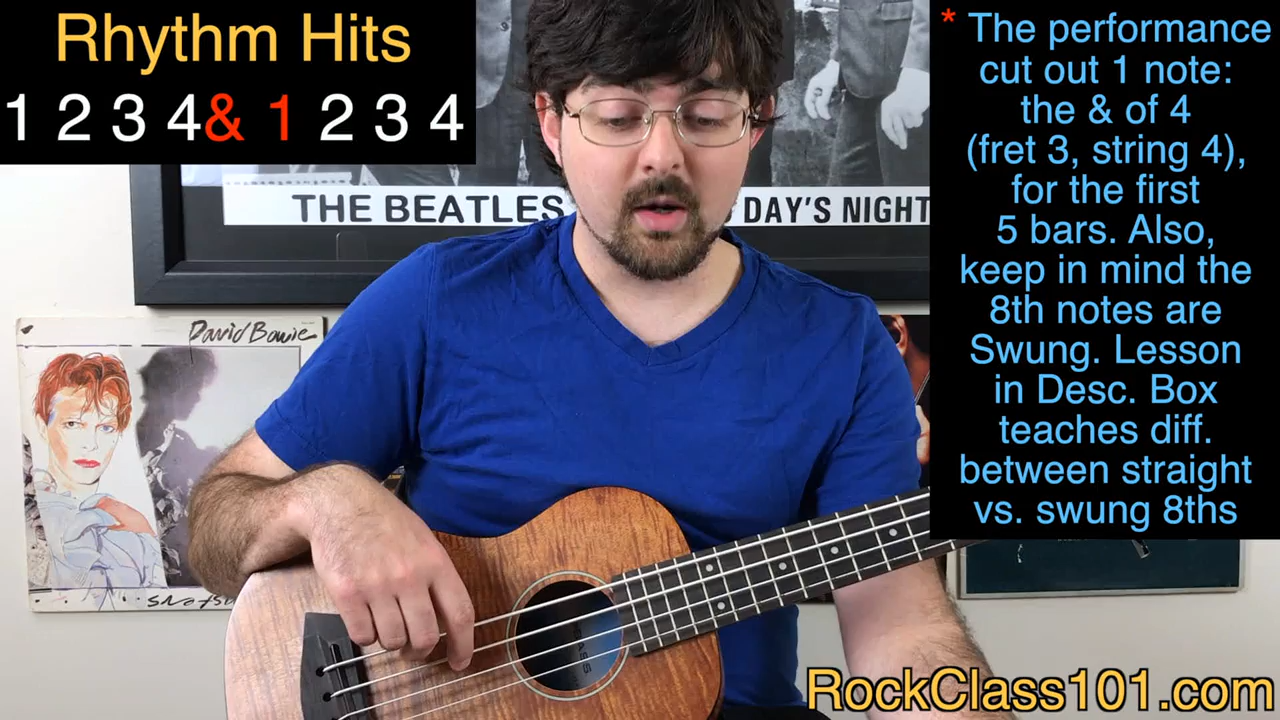 Rhythm Hits
1 2 3 4& 1 2 3 4
* The performance
cut out 1 note:
the & of 4
(fret 3, string 4),
for the first
5 bars. Also,
keep in mind the
8th notes are
Swung. Lesson
in Desc. Box
teaches diff.
between straight
vs. swung 8ths
THE BEATLES
DAY'S NIGHT
David Bowie
RockClass101.com